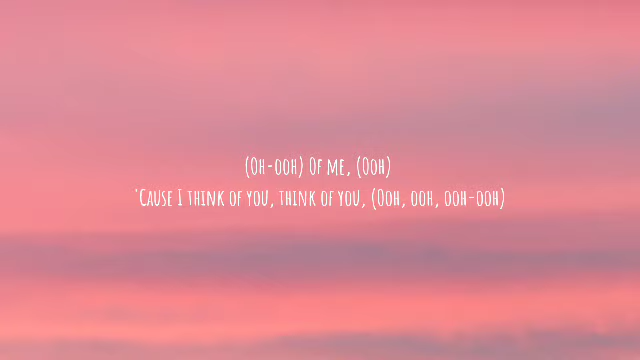 (Oh-ooh) Of me, (Ooh)
'Cause I think of you, think of you, (Ooh, ooh, ooh-ooh)